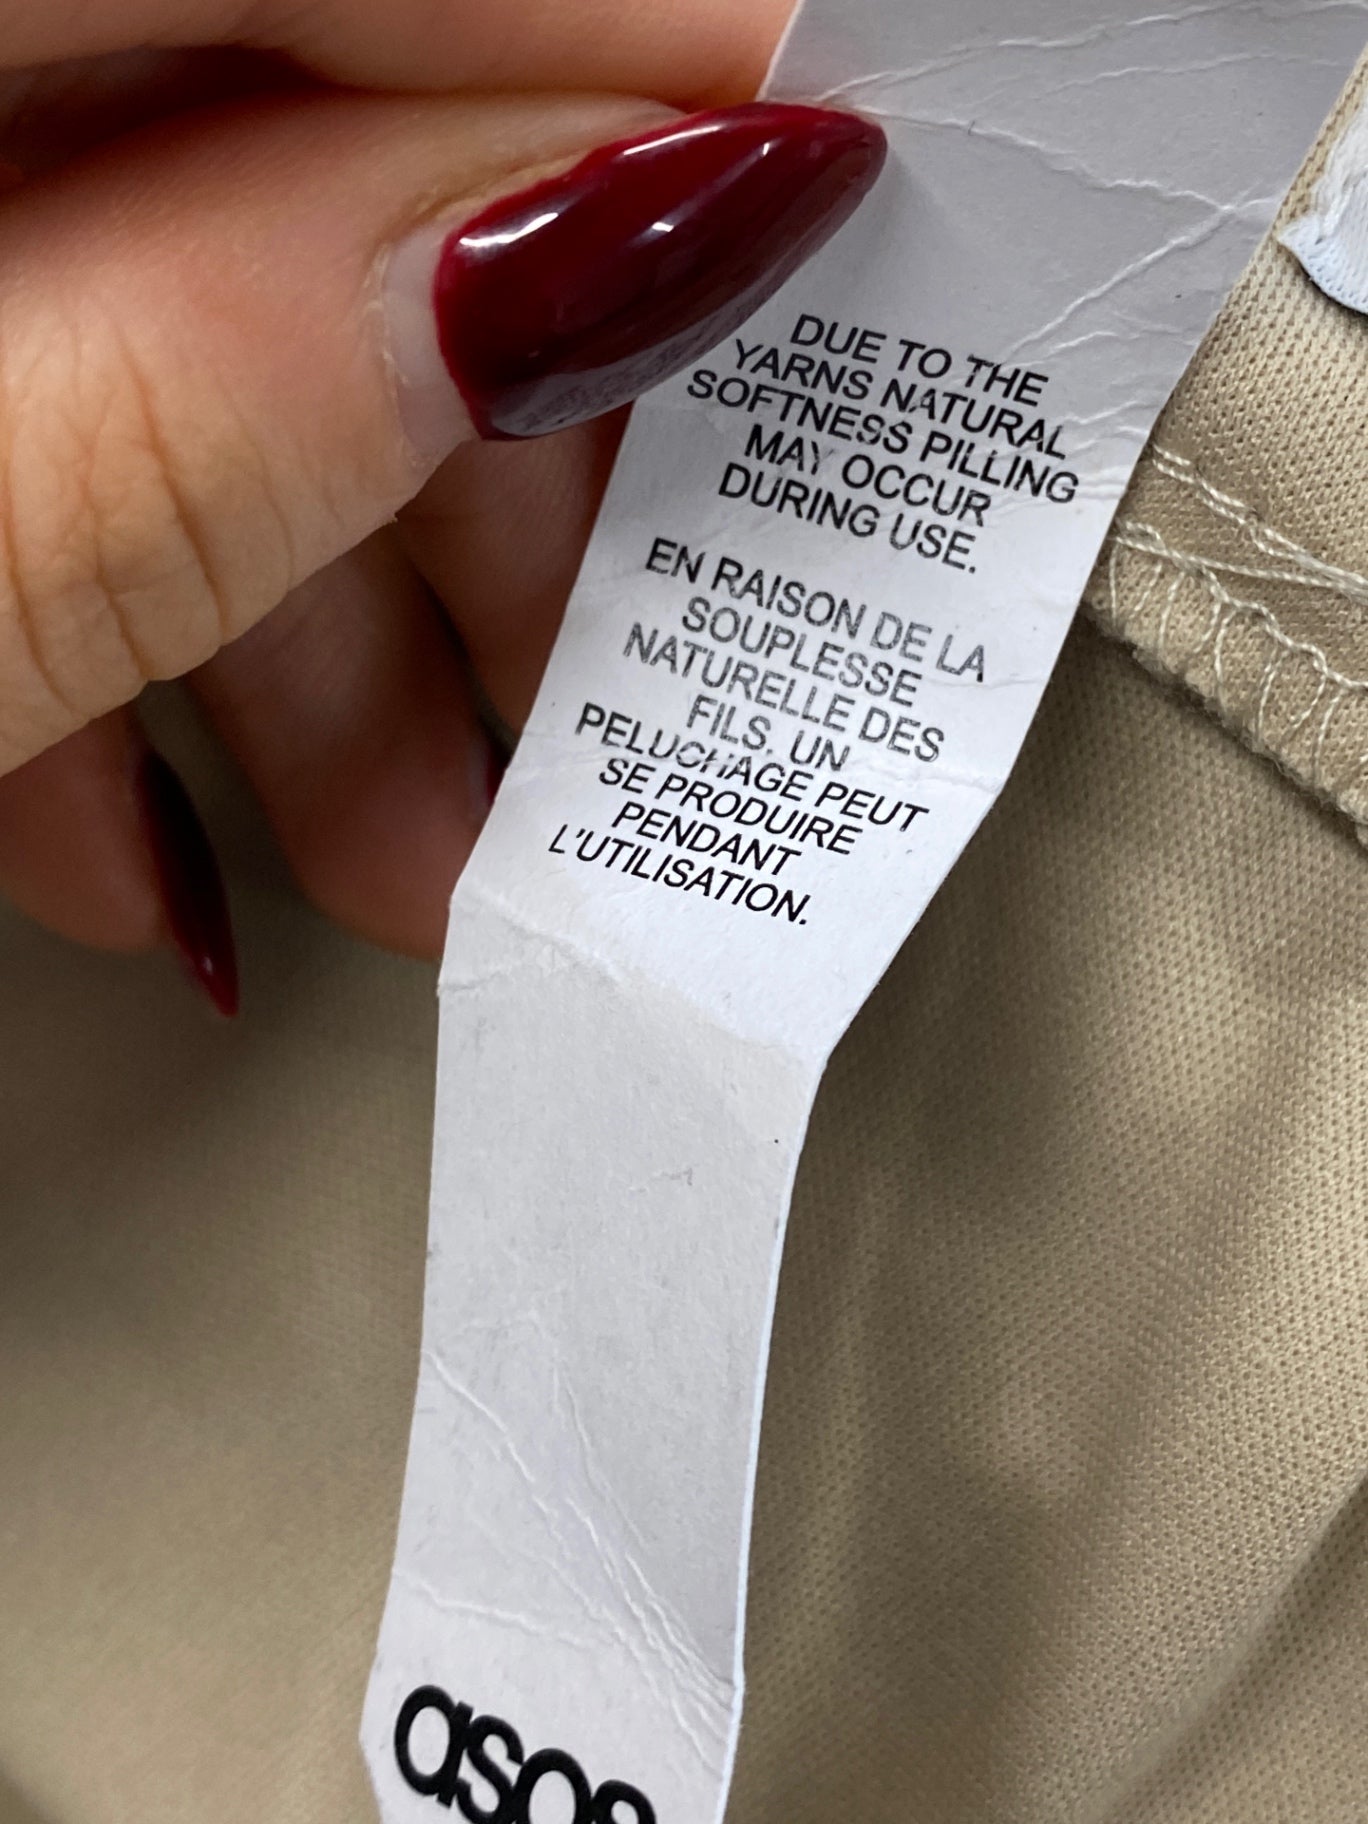 DUE TO THE
YARNS NATURAL
SOFTNESS PILLING
MAY OCCUR
DURING USE.
EN RAISON DE LA
SOUPLESSE
NATURELLE DES
FILS. UN
PELUCHAGE PEUT
SE PRODUIRE
PENDANT
L'UTILISATION.
asos